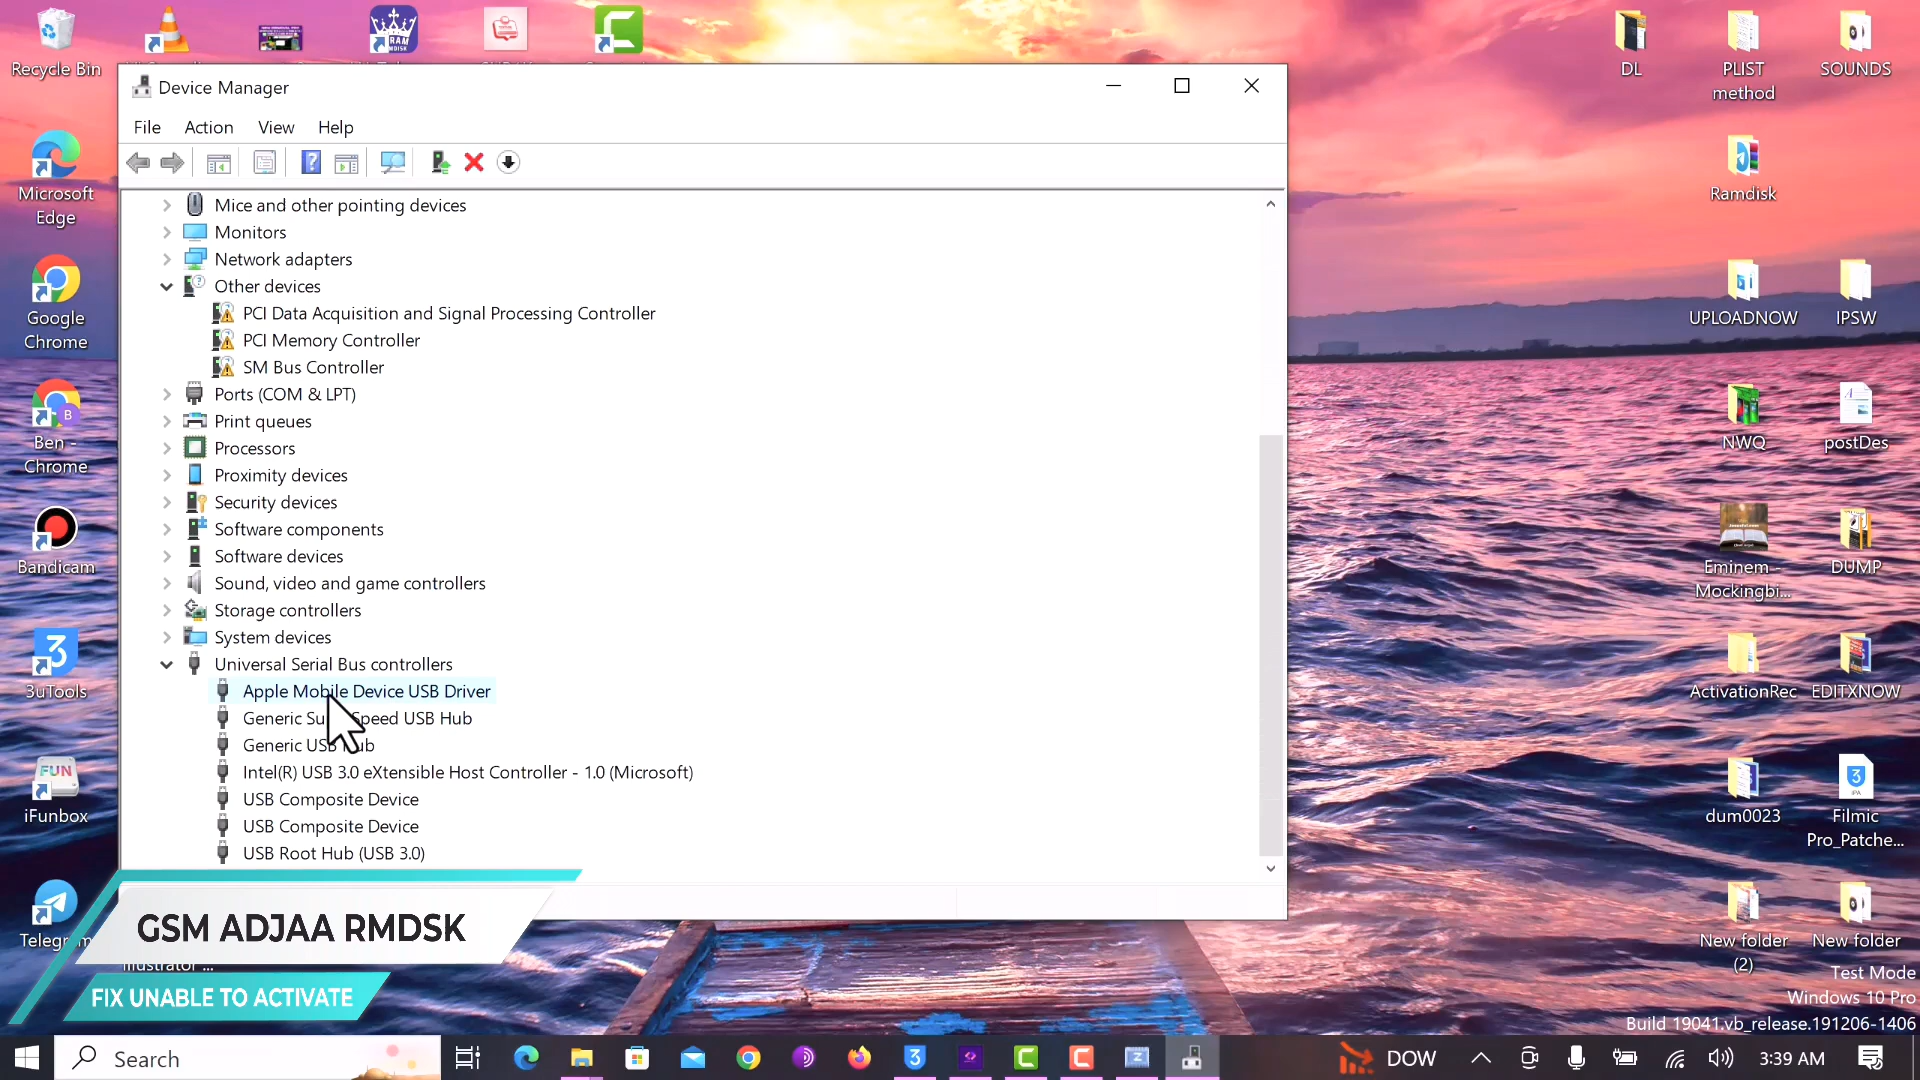 Recycle Bin
DL
PLIST
method
SOUNDS
Device Manager
File Action View Help
Mice and other pointing devices
Monitors
Network adapters
Other devices
PCI Data Acquisition and Signal Processing Controller
PCI Memory Controller
SM Bus Controller
Ports (COM & LPT)
Print queues
Processors
Proximity devices
Security devices
Software components
Software devices
Sound, video and game controllers
Storage controllers
System devices
Universal Serial Bus controllers
Apple Mobile Device USB Driver
Generic Speed USB Hub
Generic USB
Intel(R) USB 3.0 eXtensible Host Controller - 1.0 (Microsoft)
USB Composite Device
USB Composite Device
USB Root Hub (USB 3.0)
Microsoft
Edge
Google
Chrome
B
Ben -
Chrome
Bandicam
3
3uTools
FUN
iFunbox
Telegram
Ramdisk
UPLOADNOW
IPSW
NWQ
postDes
Eminem -
Mockingbi...
DUMP
ActivationRec
EDITXNOW
dum0023
3
IPA
Filmic
Pro_Patche...
New folder
(2)
New folder
GSM ADJAA RMDSK
FIX UNABLE TO ACTIVATE
Illustrator ...
Test Mode
Windows 10 Pro
Build 19041.vb_release.191206-1406
Search
DOW
3:39 AM